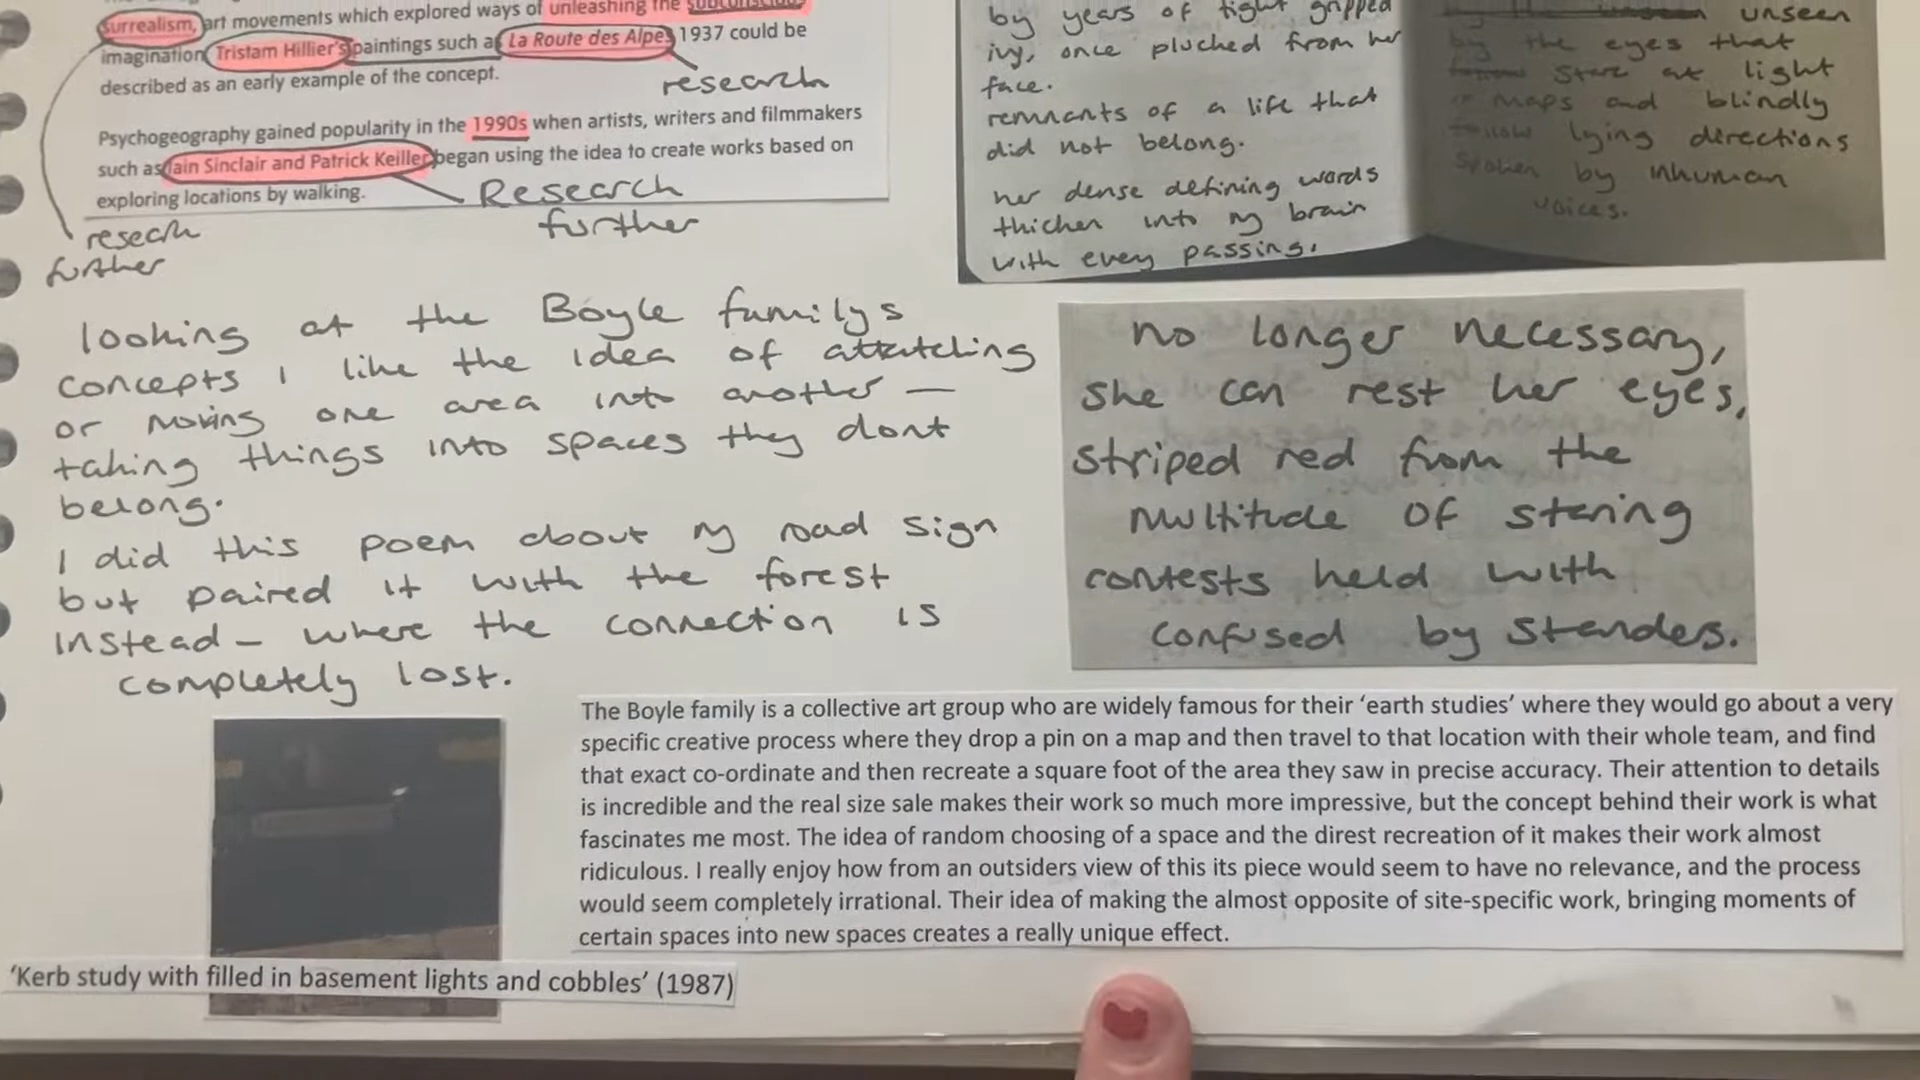 surrealism, art movements which explored ways of unleashing the subconscious
imagination Tristam Hillier's paintings such as La Route des Alpes 1937 could be
described as an early example of the concept.
research
Psychogeography gained popularity in the 1990s when artists, writers and filmmakers
such as Iain Sinclair and Patrick Keiller began using the idea to create works based on
exploring locations by walking.
Research
further
reseach
further
by years of tight gripped
ivy, once plucked from her
face.
remnants of a life that
did not belong.
her dense defining words
thicken into my brain
with every passing.
unseen
by the eyes that
stare at light
maps and blindly
follow lying directions
spoken by inhuman
voices.
looking at the Boyle familys
concepts I like the idea of attatching
or moving one area into another —
taking things into spaces they dont
belong.
I did this poem about my road sign
but paired it with the forest
instead - where the connection is
completely lost.
no longer necessary,
she can rest her eyes,
striped red from the
multitude of staring
contests held with
confused by standers.
The Boyle family is a collective art group who are widely famous for their ‘earth studies’ where they would go about a very
specific creative process where they drop a pin on a map and then travel to that location with their whole team, and find
that exact co-ordinate and then recreate a square foot of the area they saw in precise accuracy. Their attention to details
is incredible and the real size sale makes their work so much more impressive, but the concept behind their work is what
fascinates me most. The idea of random choosing of a space and the direst recreation of it makes their work almost
ridiculous. I really enjoy how from an outsiders view of this its piece would seem to have no relevance, and the process
would seem completely irrational. Their idea of making the almost opposite of site-specific work, bringing moments of
certain spaces into new spaces creates a really unique effect.
‘Kerb study with filled in basement lights and cobbles’ (1987)